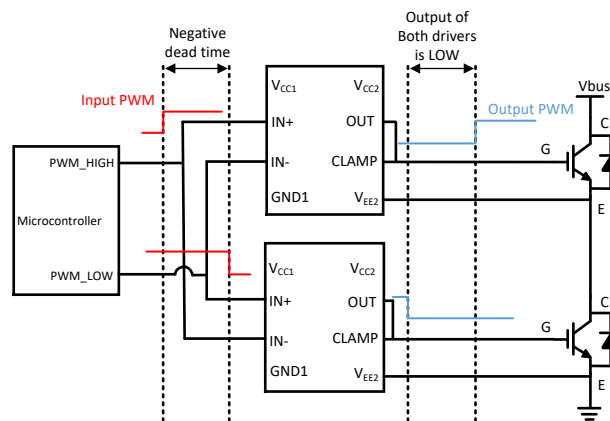 Negative
dead time
Output of
Both drivers
is LOW
Vbus
Input PWM
Output PWM
VCC1
VCC2
IN+
OUT
IN-
CLAMP
GND1
VEE2
C
G
E
PWM_HIGH
Microcontroller
PWM_LOW
VCC1
VCC2
IN+
OUT
IN-
CLAMP
GND1
VEE2
C
G
E